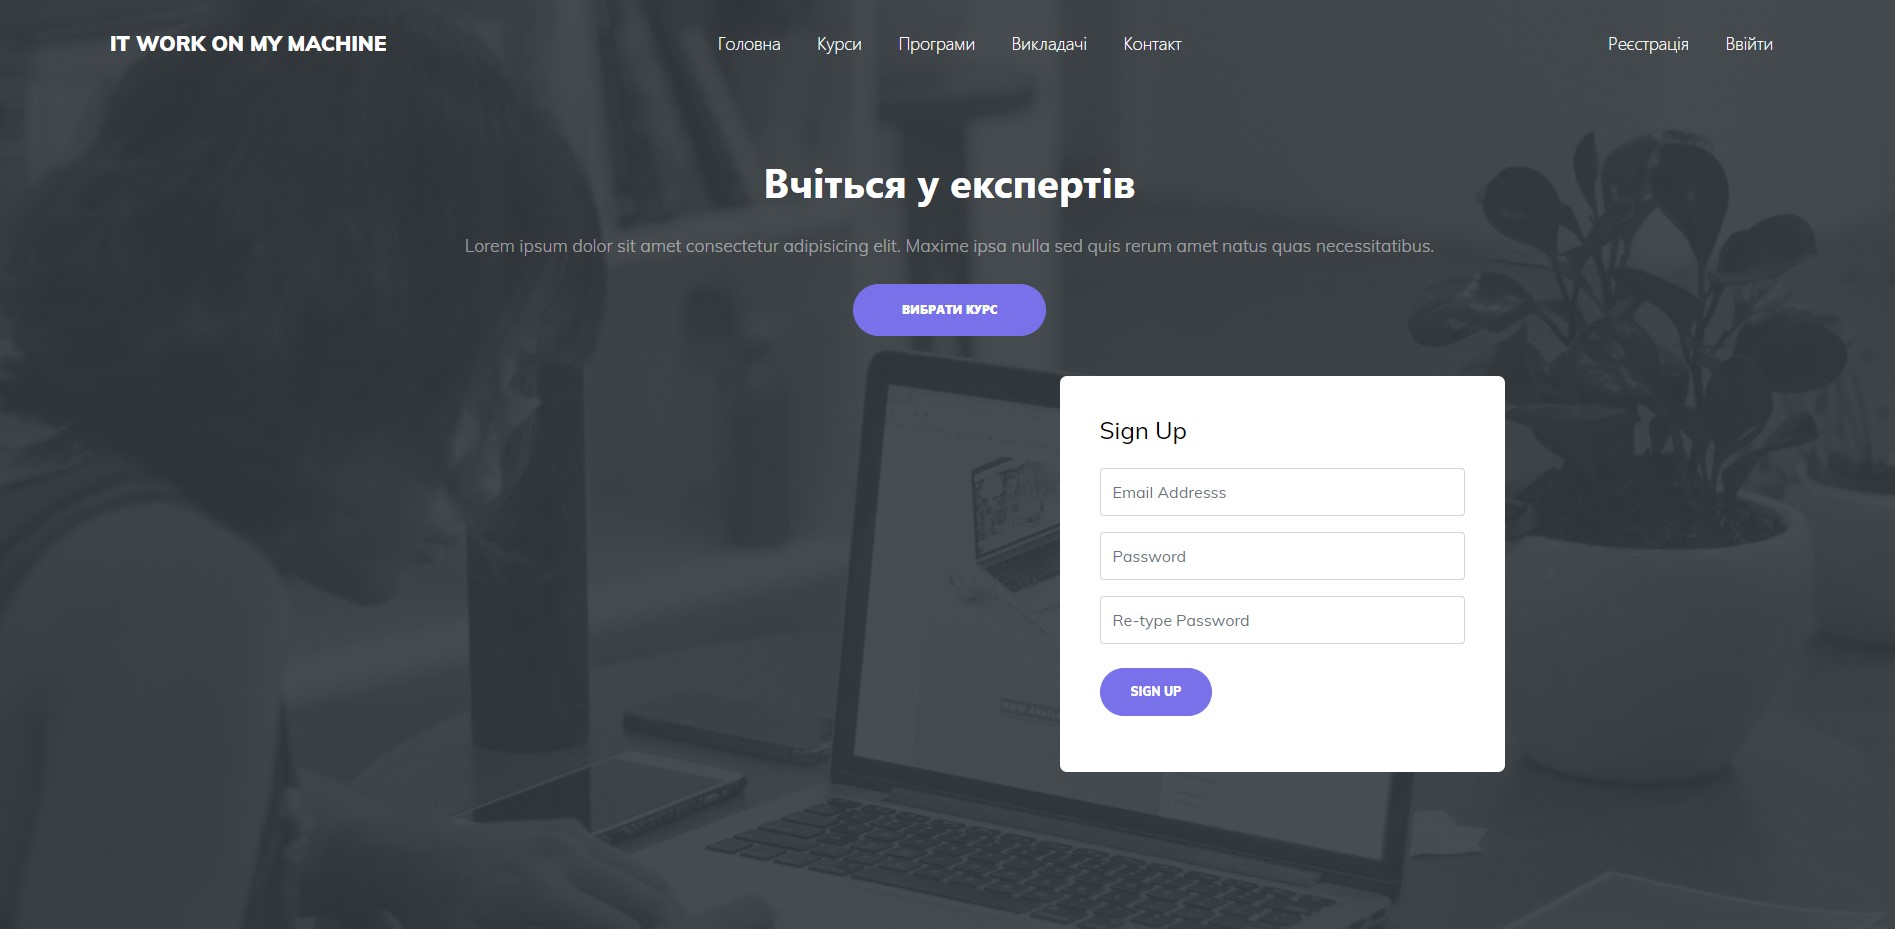 IT WORK ON MY MACHINE
Головна Курси Програми Викладачі Контакт
Реєстрація Ввійти
Вчіться у експертів
Lorem ipsum dolor sit amet consectetur adipisicing elit. Maxime ipsa nulla sed quis rerum amet natus quas necessitatibus.
ВИБРАТИ КУРС
Sign Up
Email Addresss
Password
Re-type Password
SIGN UP